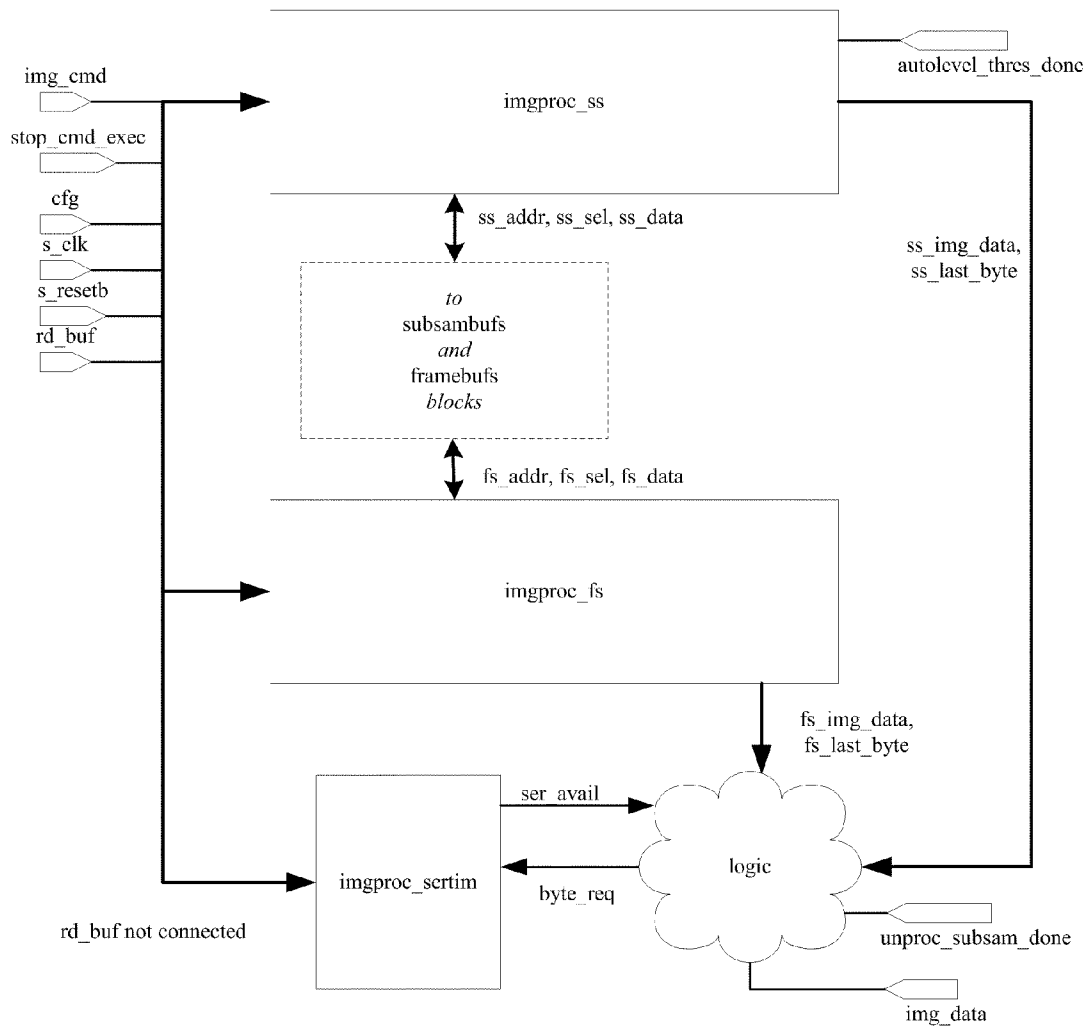 img_cmd
stop_cmd_exec
cfg
s_clk
s_resetb
rd_buf
imgproc_ss
autolevel_thres_done
ss_addr, ss_sel, ss_data
ss_img_data,
ss_last_byte
to
subsambufs
and
framebufs
blocks
fs_addr, fs_sel, fs_data
imgproc_fs
fs_img_data,
fs_last_byte
ser_avail
logic
imgproc_sertim
byte_req
rd_buf not connected
unproc_subsam_done
img_data